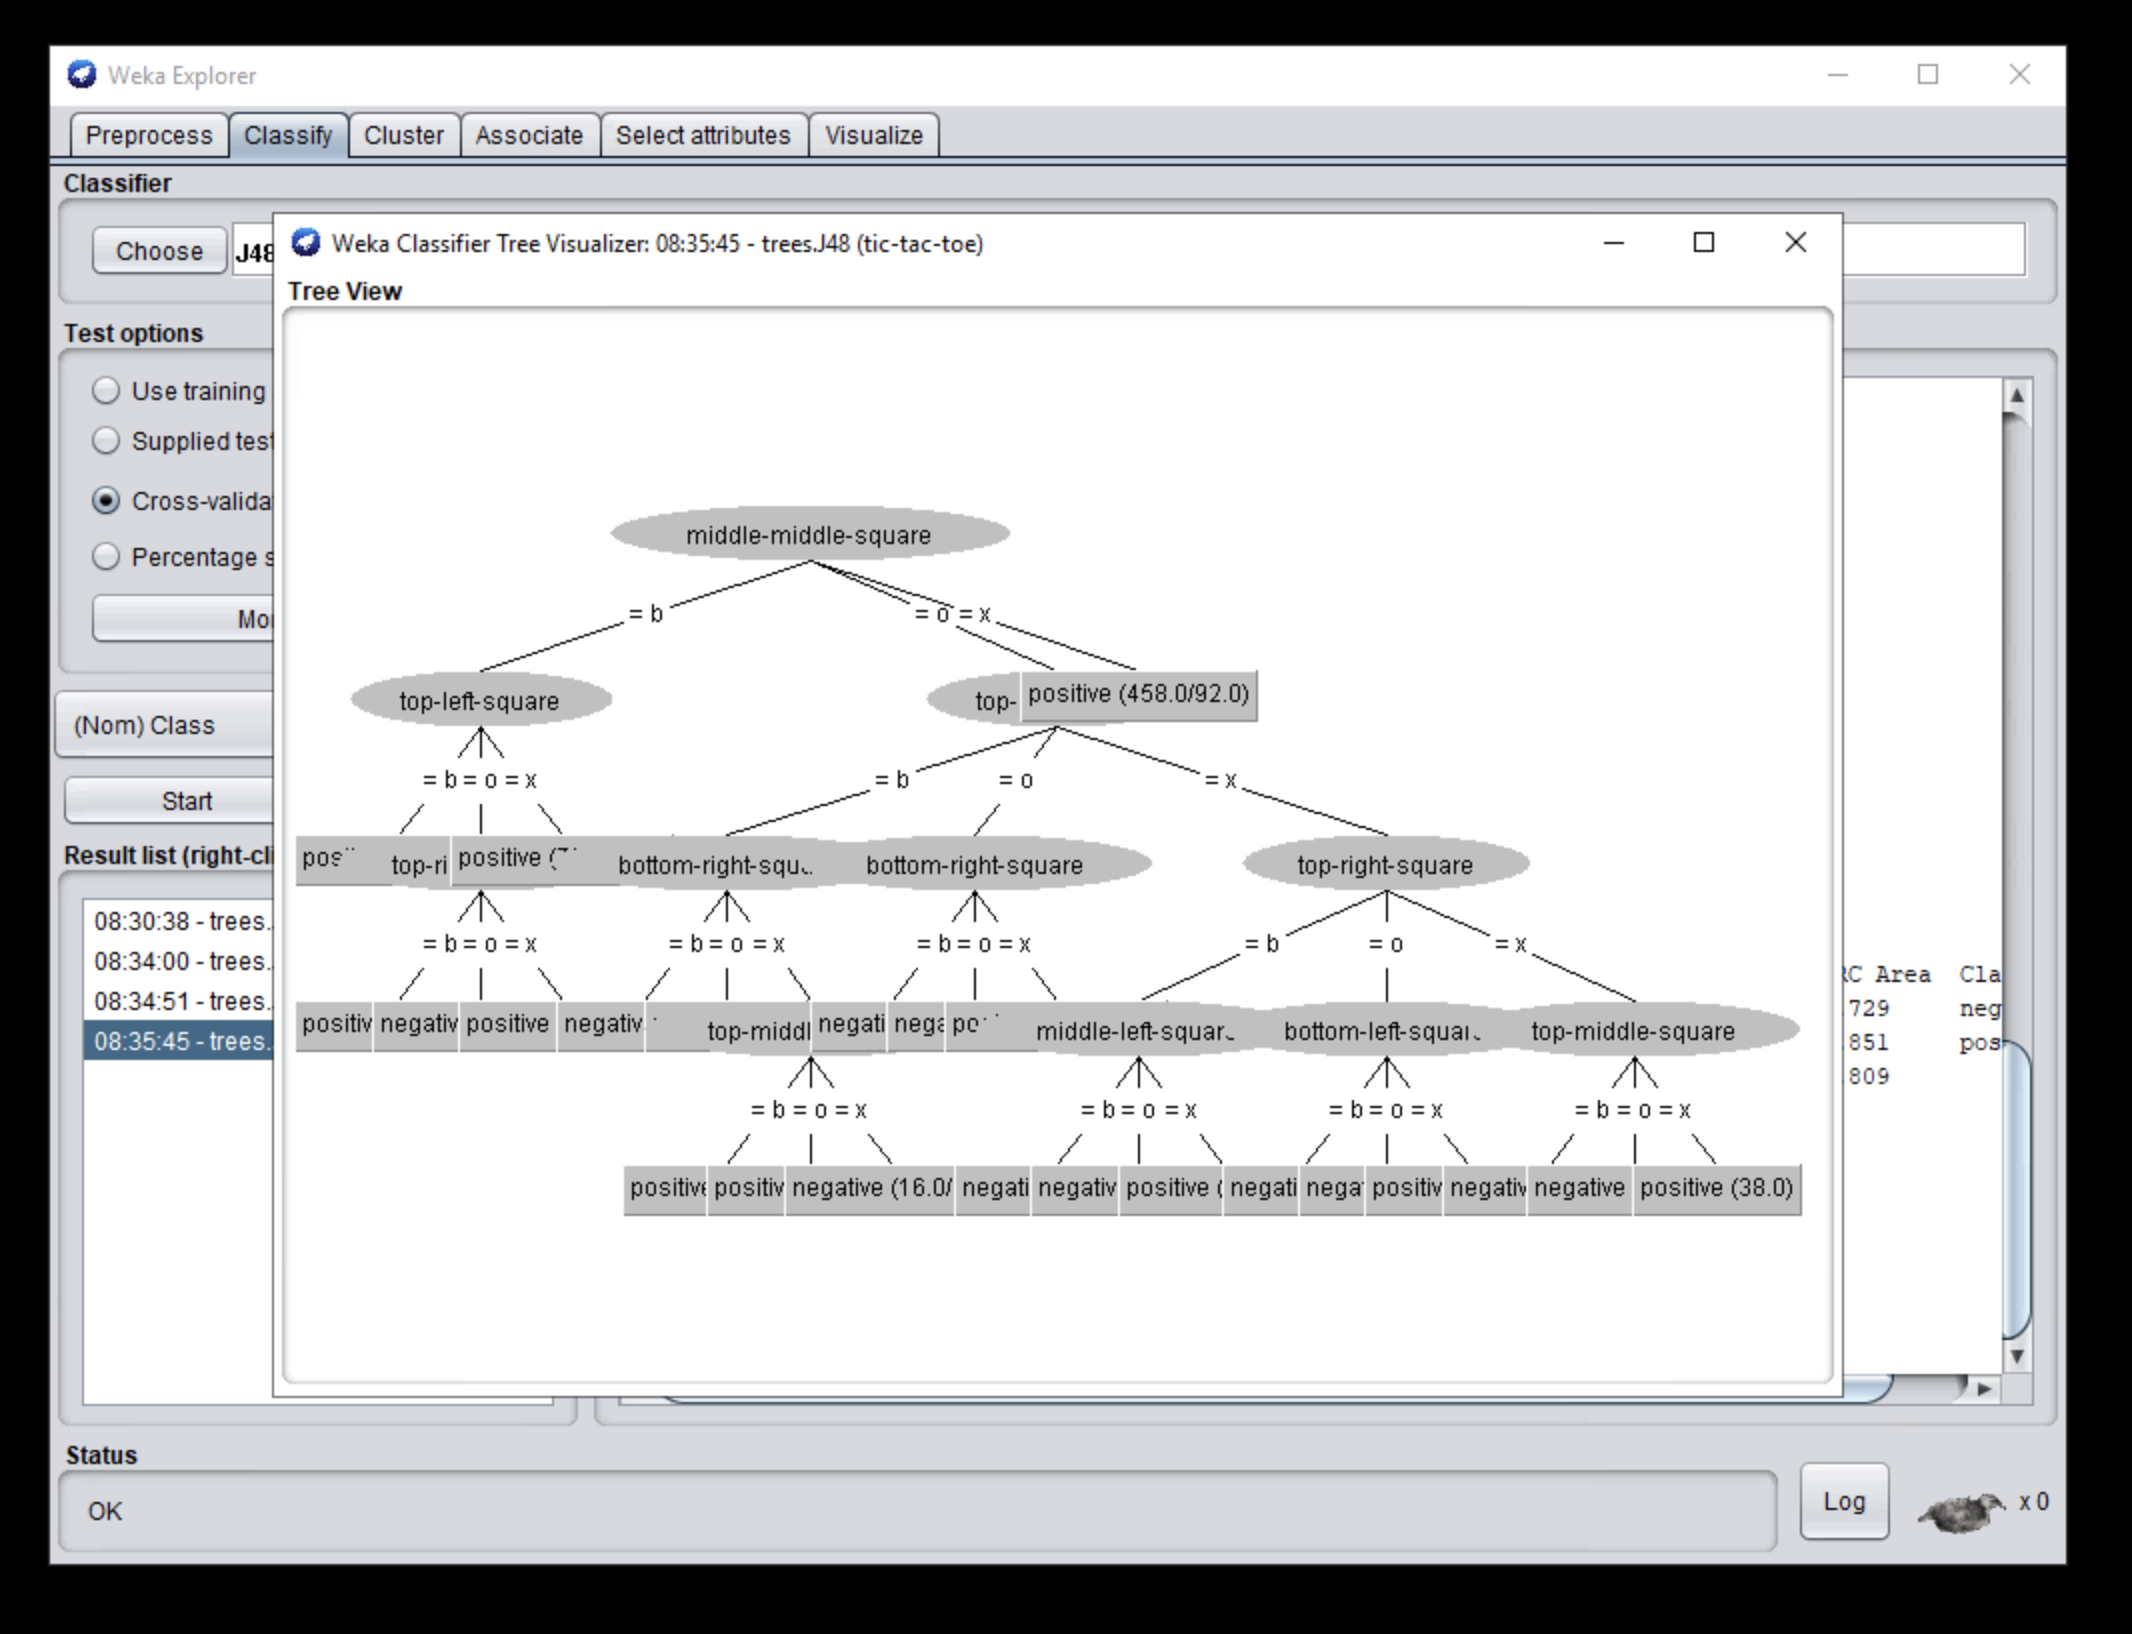 Weka Explorer
Preprocess Classify Cluster Associate Select attributes Visualize
Classifier
Choose J48
Weka Classifier Tree Visualizer: 08:35:45 - trees.J48 (tic-tac-toe)
Tree View
Test options
Use training
Supplied test
Cross-valida
Percentage s
Mo
(Nom) Class
Start
Result list (right-cli
08:30:38 - trees.
08:34:00 - trees.
08:34:51 - trees.
08:35:45 - trees.
middle-middle-square
= b = o = x
top-left-square top- positive (458.0/92.0)
= b = o = x = b = o = x
pos top-ri positive ( bottom-right-squ bottom-right-square top-right-square
= b = o = x = b = o = x = b = o = x = b = o = x
positiv negativ positive negativ top-middl negati nega po middle-left-squar bottom-left-squar top-middle-square
= b = o = x = b = o = x = b = o = x = b = o = x
positive positiv negative (16.0/ negati negativ positive ( negati nega positiv negativ negative positive (38.0)
RC Area Cla
.729 neg
.851 pos
.809
Status
OK
Log x 0